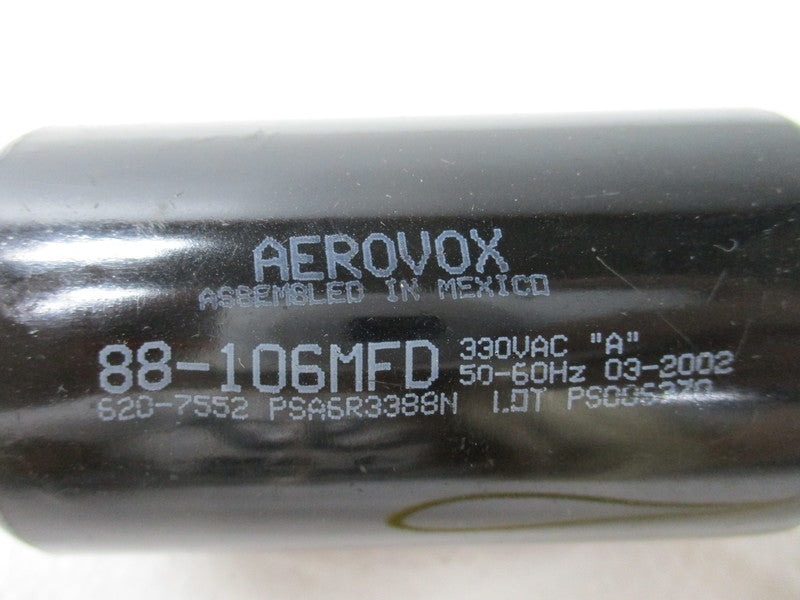 AEROVOX
ASSEMBLED IN MEXICO
88-106MFD 330VAC "A"
50-60Hz 03-2002
620-7552 PSA6R3388N LOT